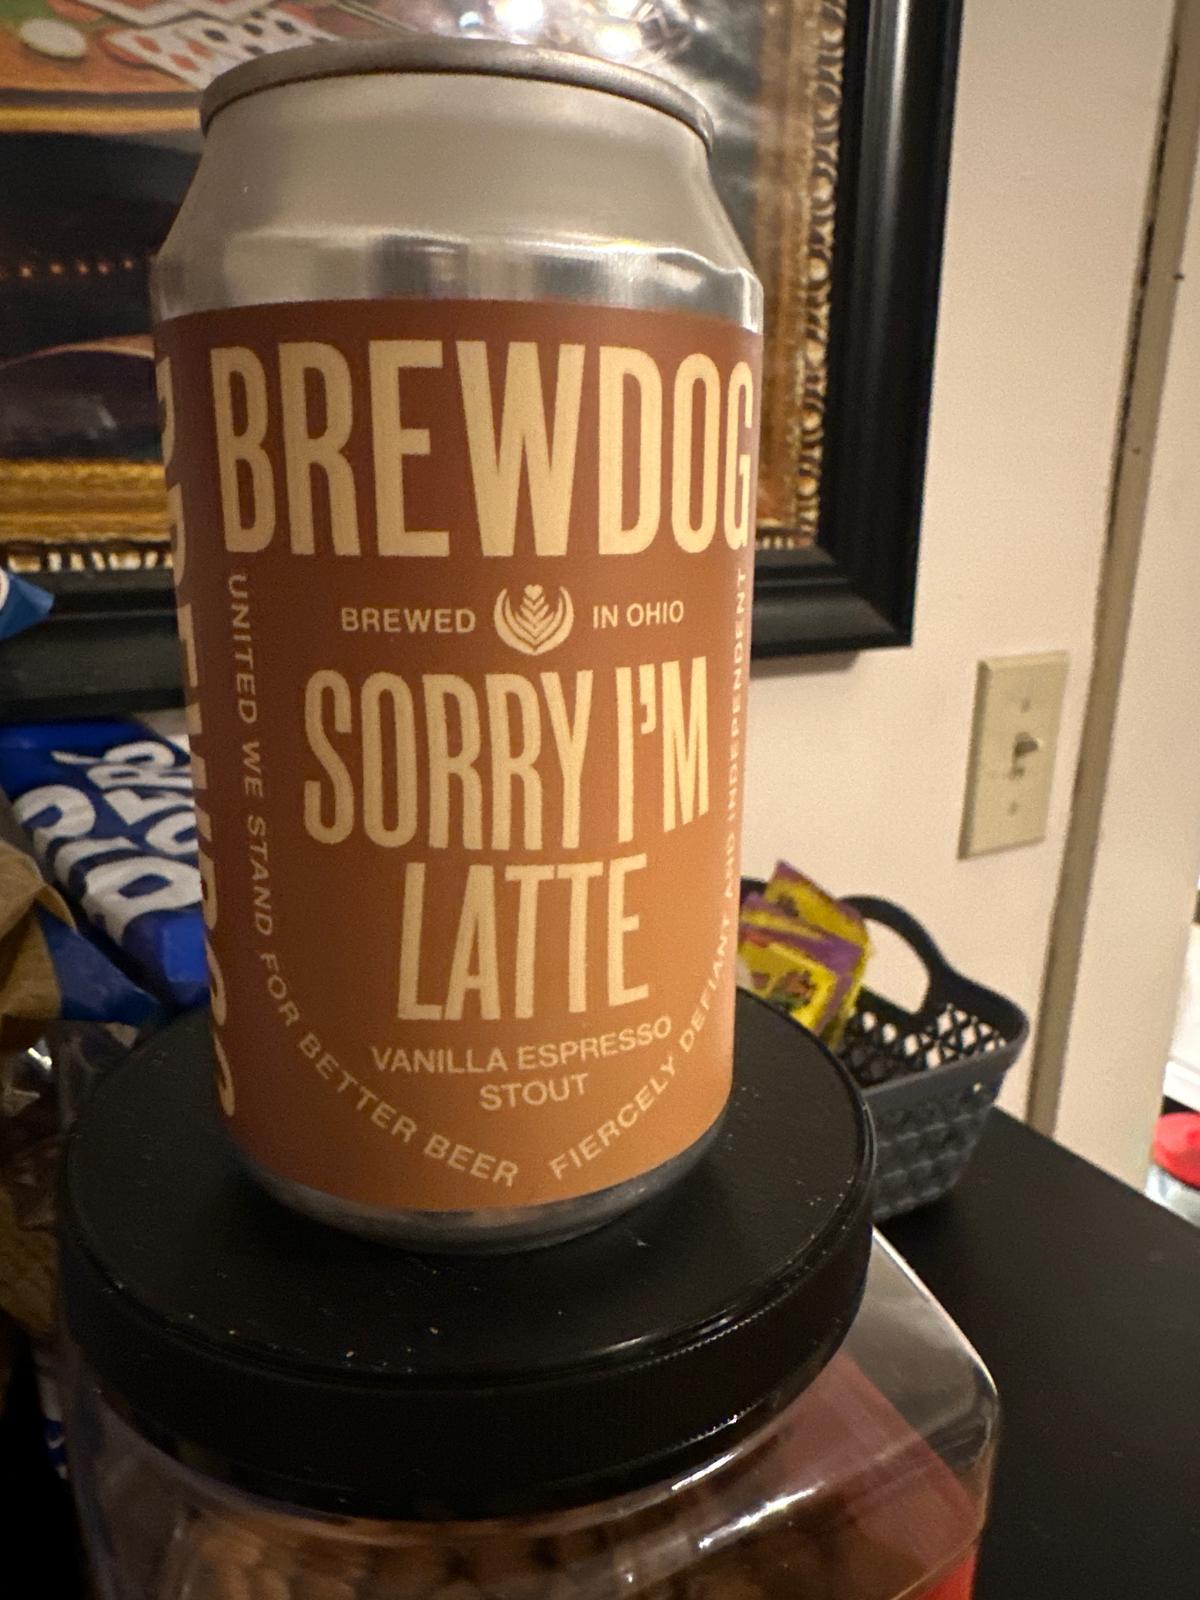 BREWDOG
BREWED IN OHIO
SORRY I'M
LATTE
VANILLA ESPRESSO
STOUT
UNITED WE STAND FOR BETTER BEER
FIERCELY DEFIANT AND INDEPENDENT
BREWDOG